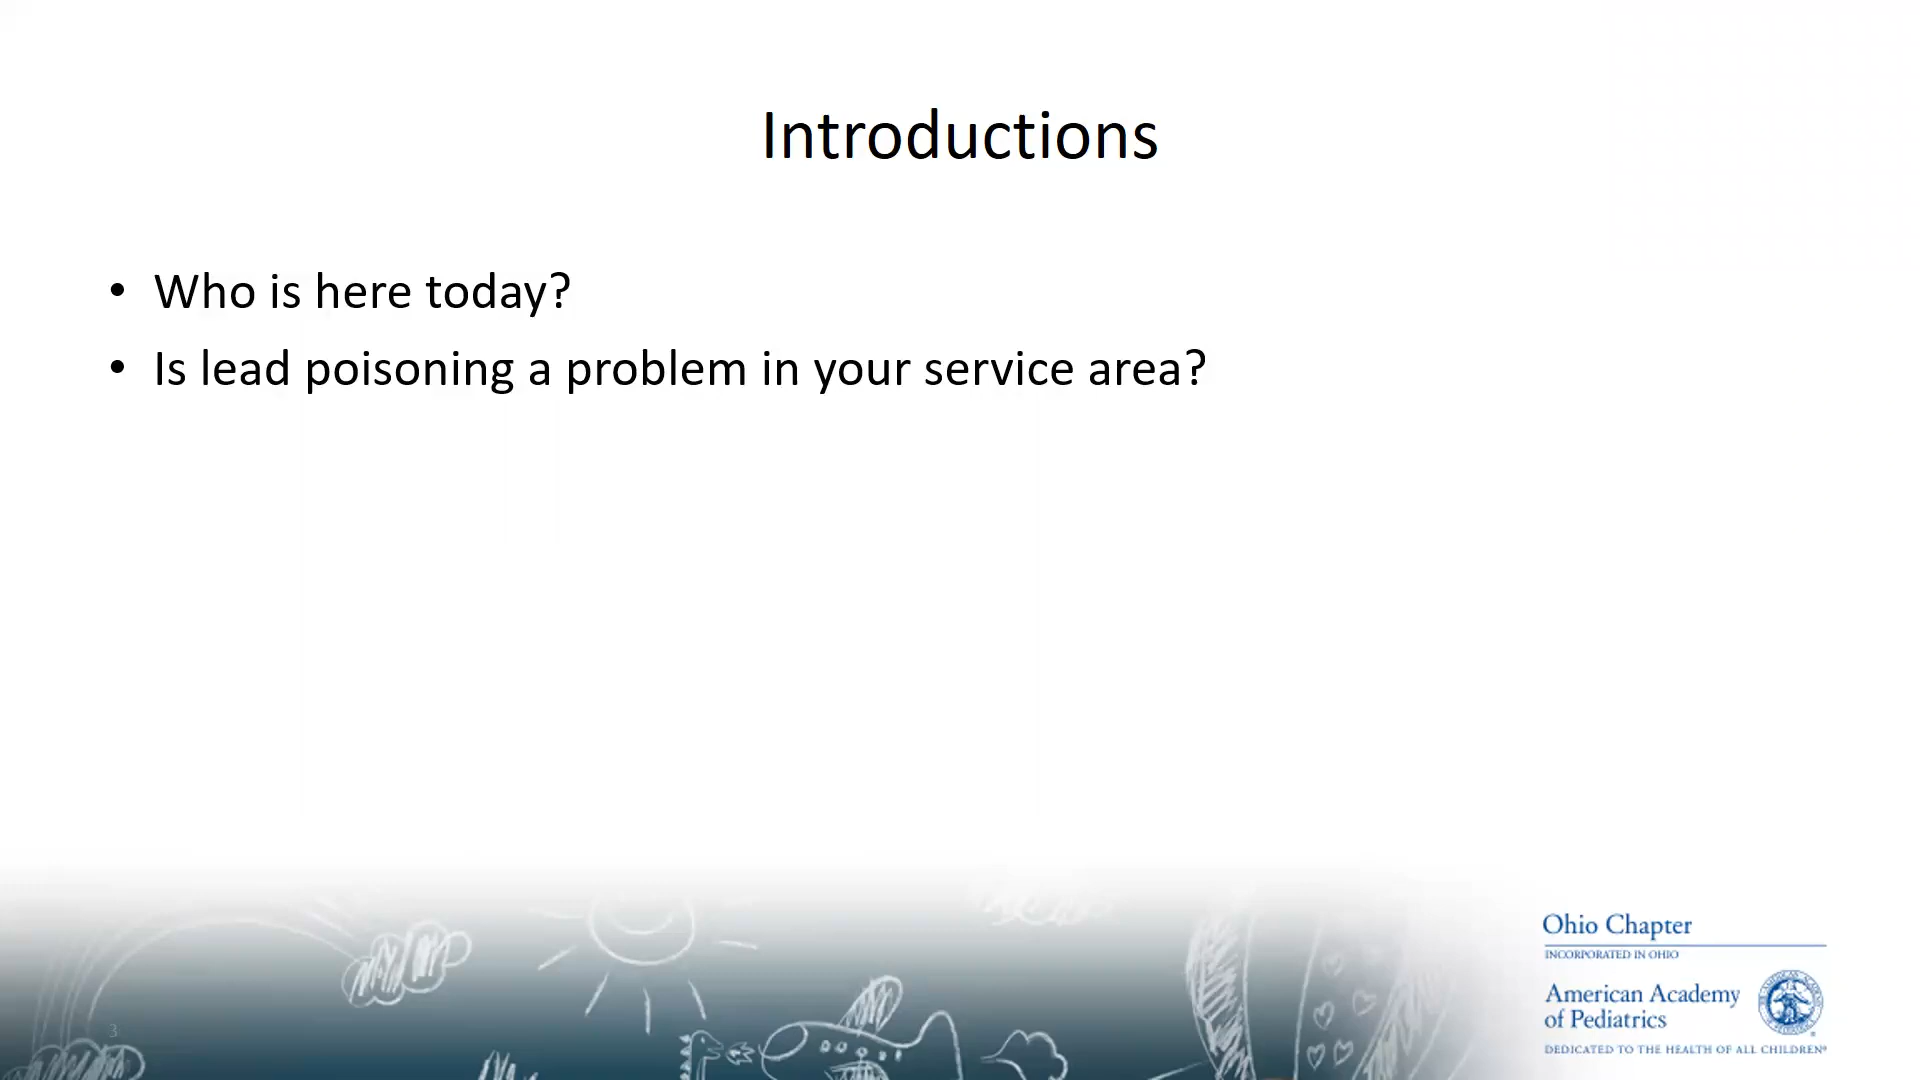 Introductions
• Who is here today?
• Is lead poisoning a problem in your service area?
Ohio Chapter
INCORPORATED IN OHIO
American Academy
of Pediatrics
DEDICATED TO THE HEALTH OF ALL CHILDREN®
3